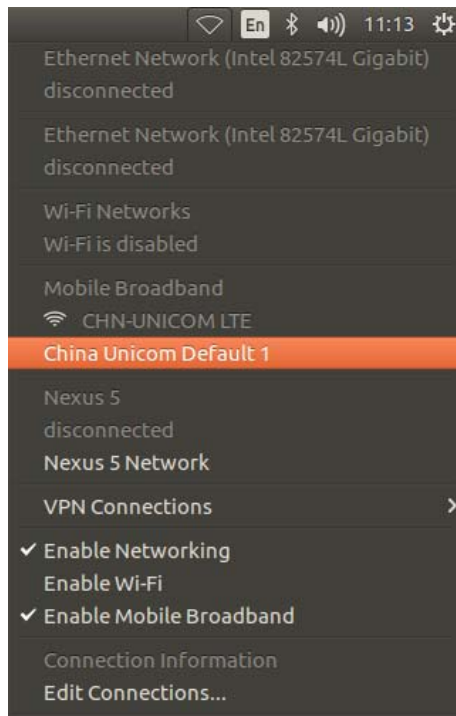 En 11:13
Ethernet Network (Intel 82574L Gigabit)
disconnected
Ethernet Network (Intel 82574L Gigabit)
disconnected
Wi-Fi Networks
Wi-Fi is disabled
Mobile Broadband
CHN-UNICOM LTE
China Unicom Default 1
Nexus 5
disconnected
Nexus 5 Network
VPN Connections
Enable Networking
Enable Wi-Fi
Enable Mobile Broadband
Connection Information
Edit Connections...